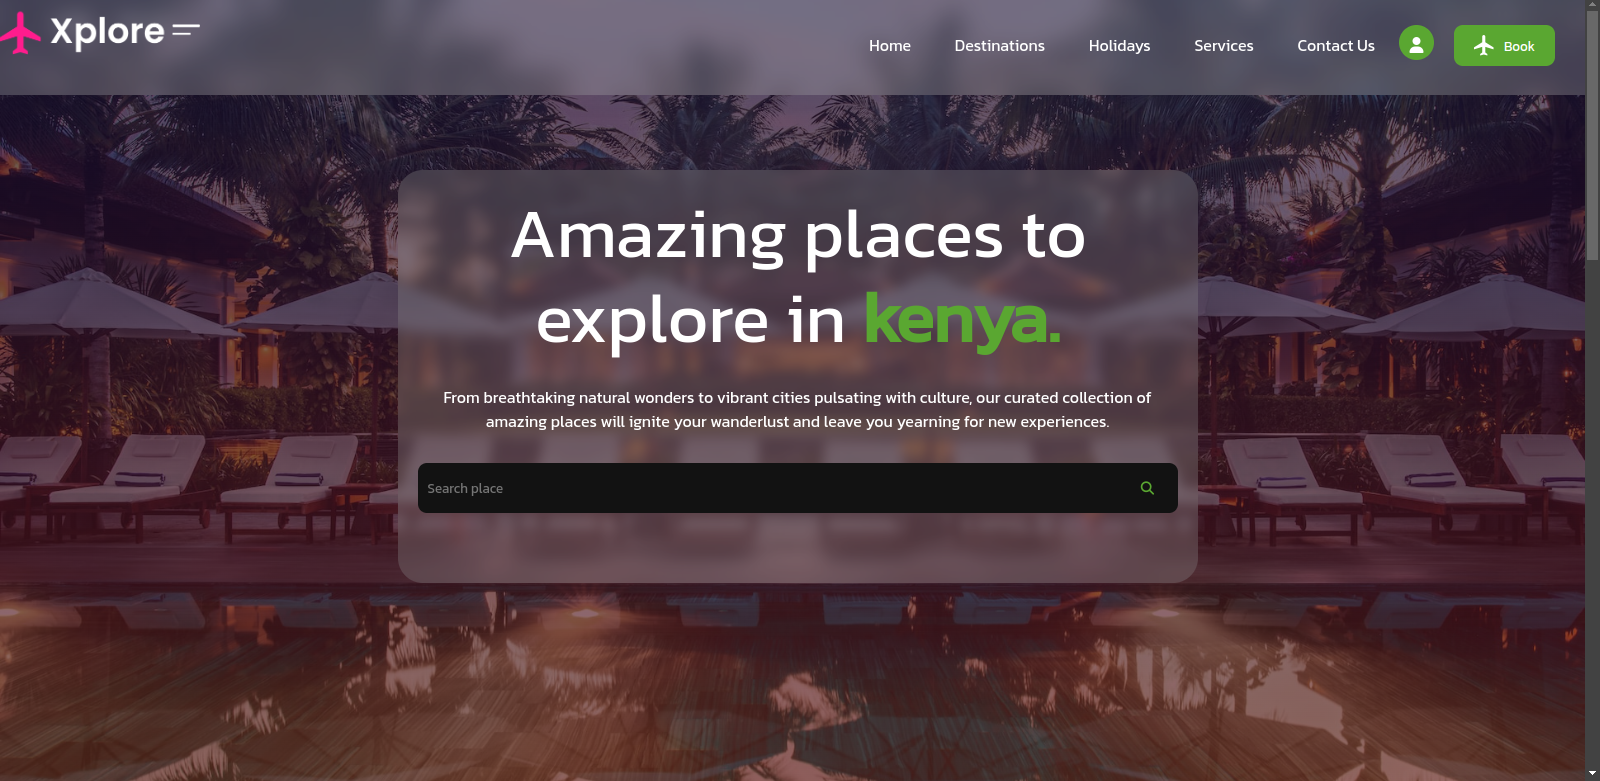 Xplore
Home Destinations Holidays Services Contact Us Book
Amazing places to
explore in kenya.
From breathtaking natural wonders to vibrant cities pulsating with culture, our curated collection of
amazing places will ignite your wanderlust and leave you yearning for new experiences.
Search place